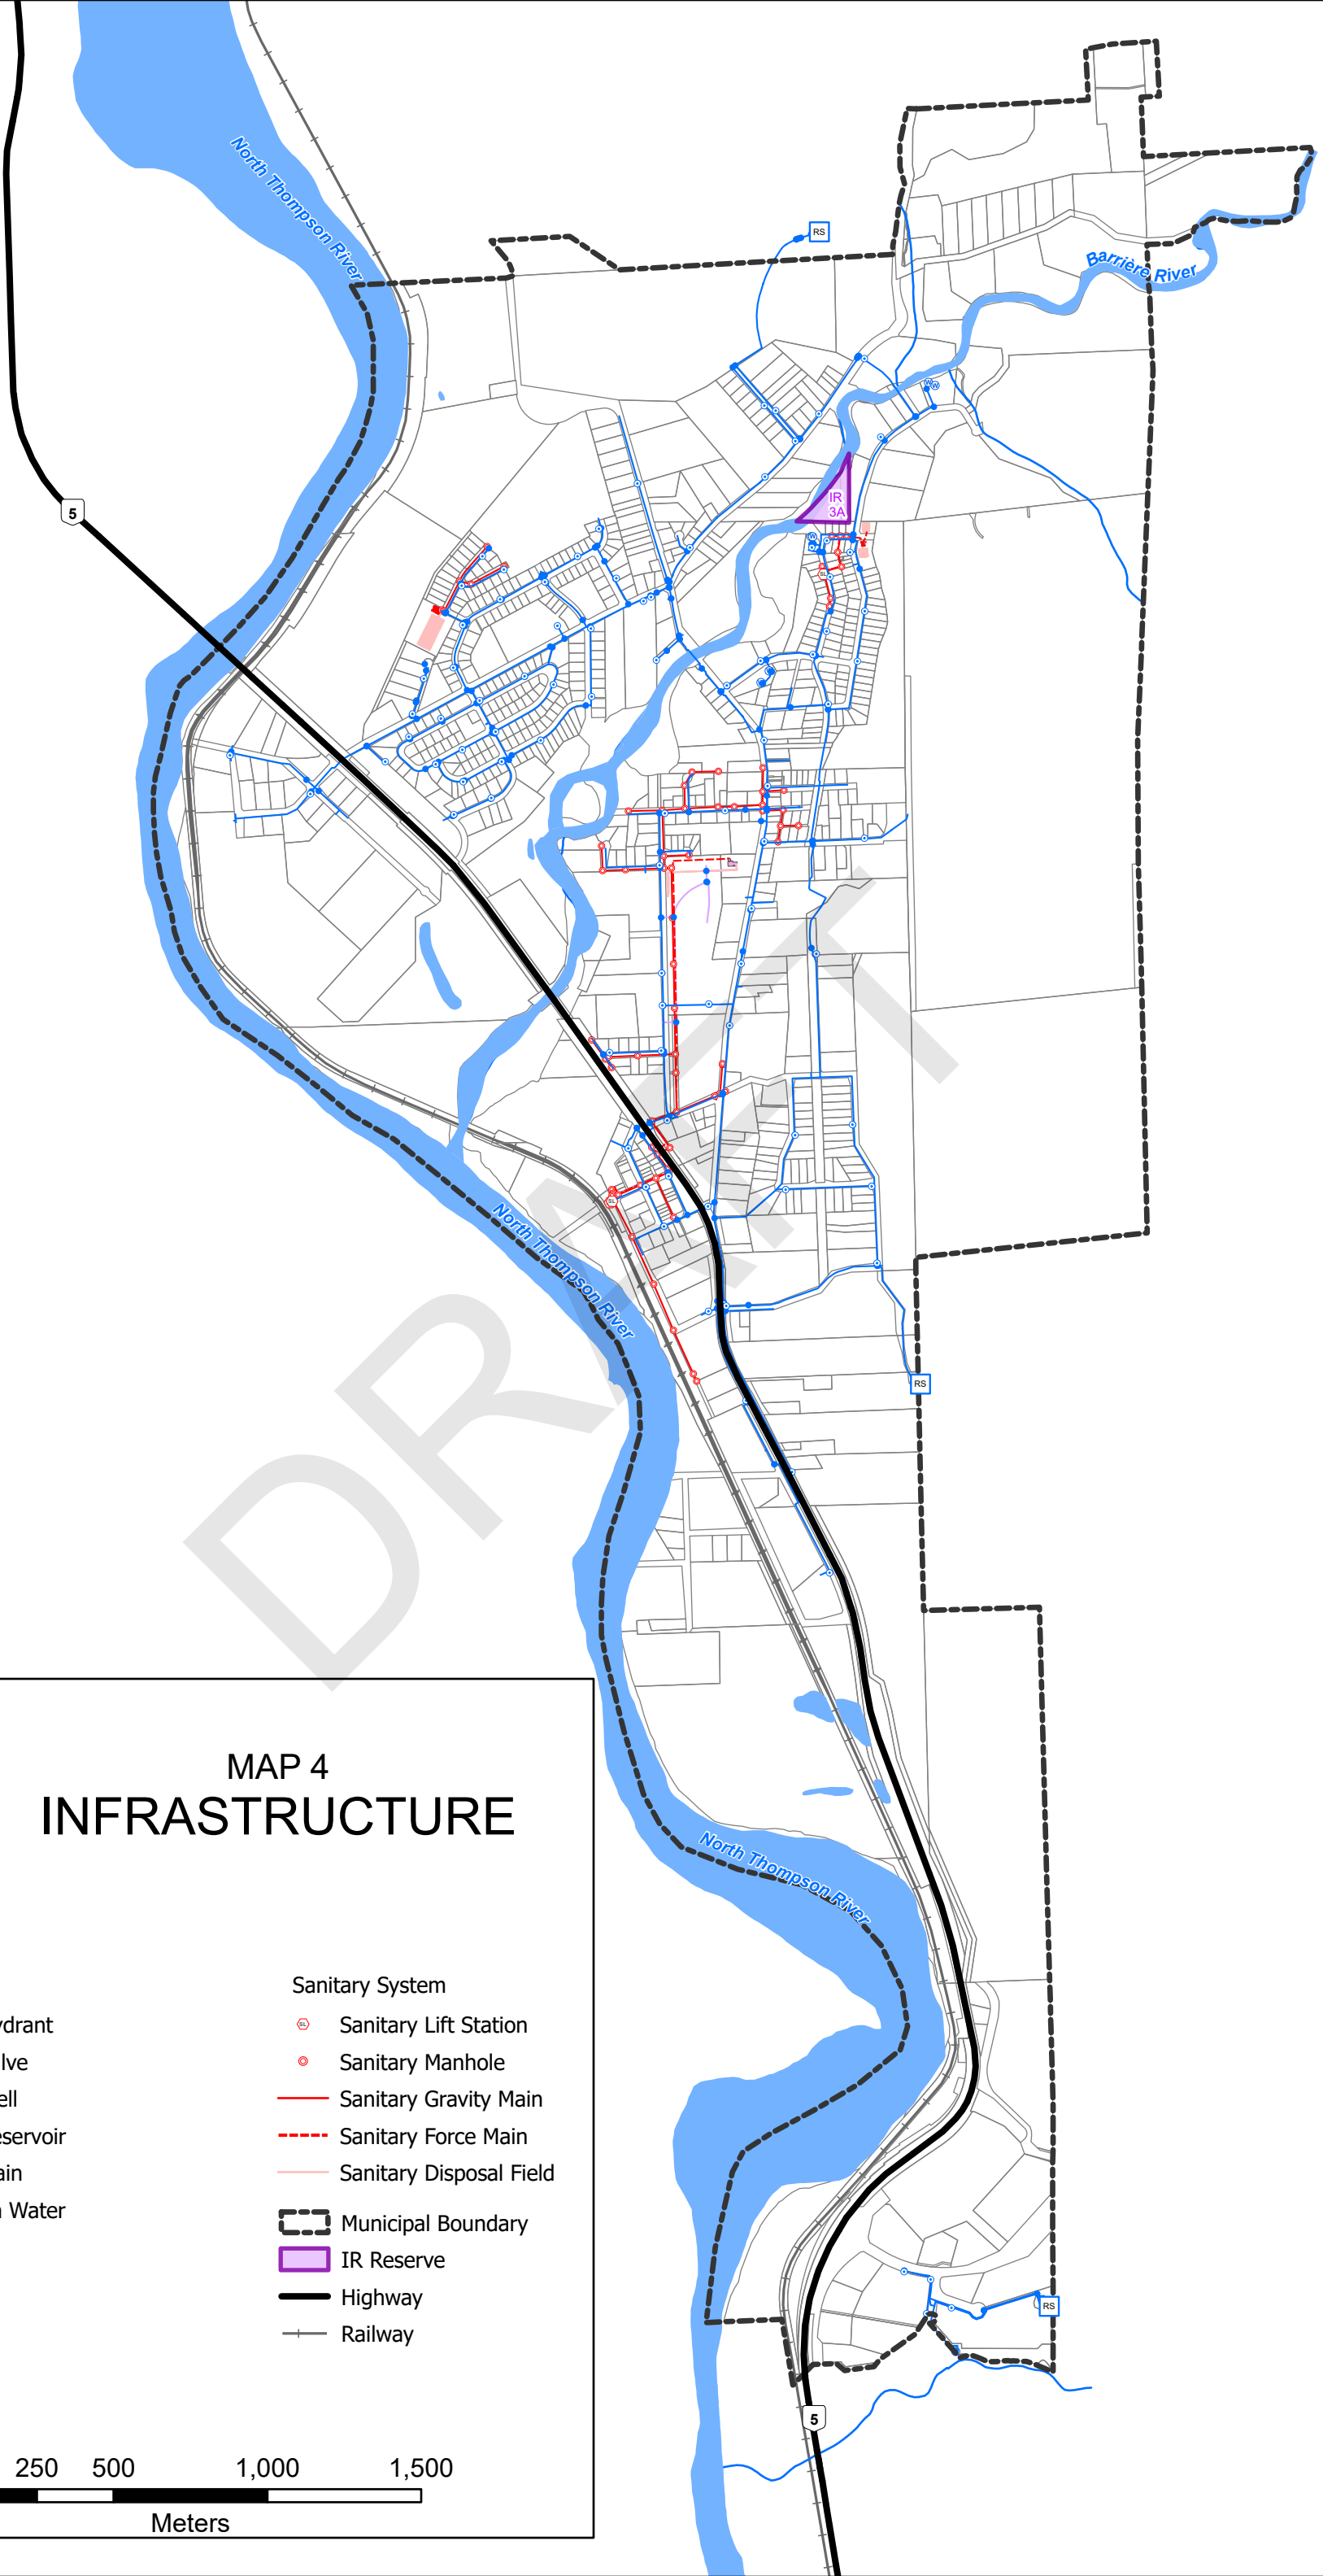 RS
North Thompson River
Barrière River
W
W
5
IR
3A
W
SL
SL
North Thompson River
DRAFT
RS
MAP 4
INFRASTRUCTURE
North Thompson River
Sanitary System
ydrant
SL Sanitary Lift Station
lve
Sanitary Manhole
ell
Sanitary Gravity Main
eservoir
Sanitary Force Main
ain
Sanitary Disposal Field
Water
Municipal Boundary
IR Reserve
Highway
Railway
RS
5
250 500 1,000 1,500
Meters